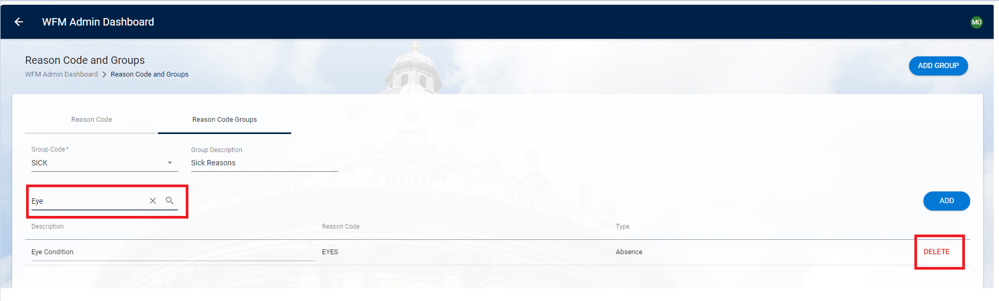 WFM Admin Dashboard
MO
Reason Code and Groups
WFM Admin Dashboard > Reason Code and Groups
ADD GROUP
Reason Code
Reason Code Groups
Group Code *
Group Description
SICK
Sick Reasons
Eye
ADD
Description
Reason Code
Type
Eye Condition
EYES
Absence
DELETE